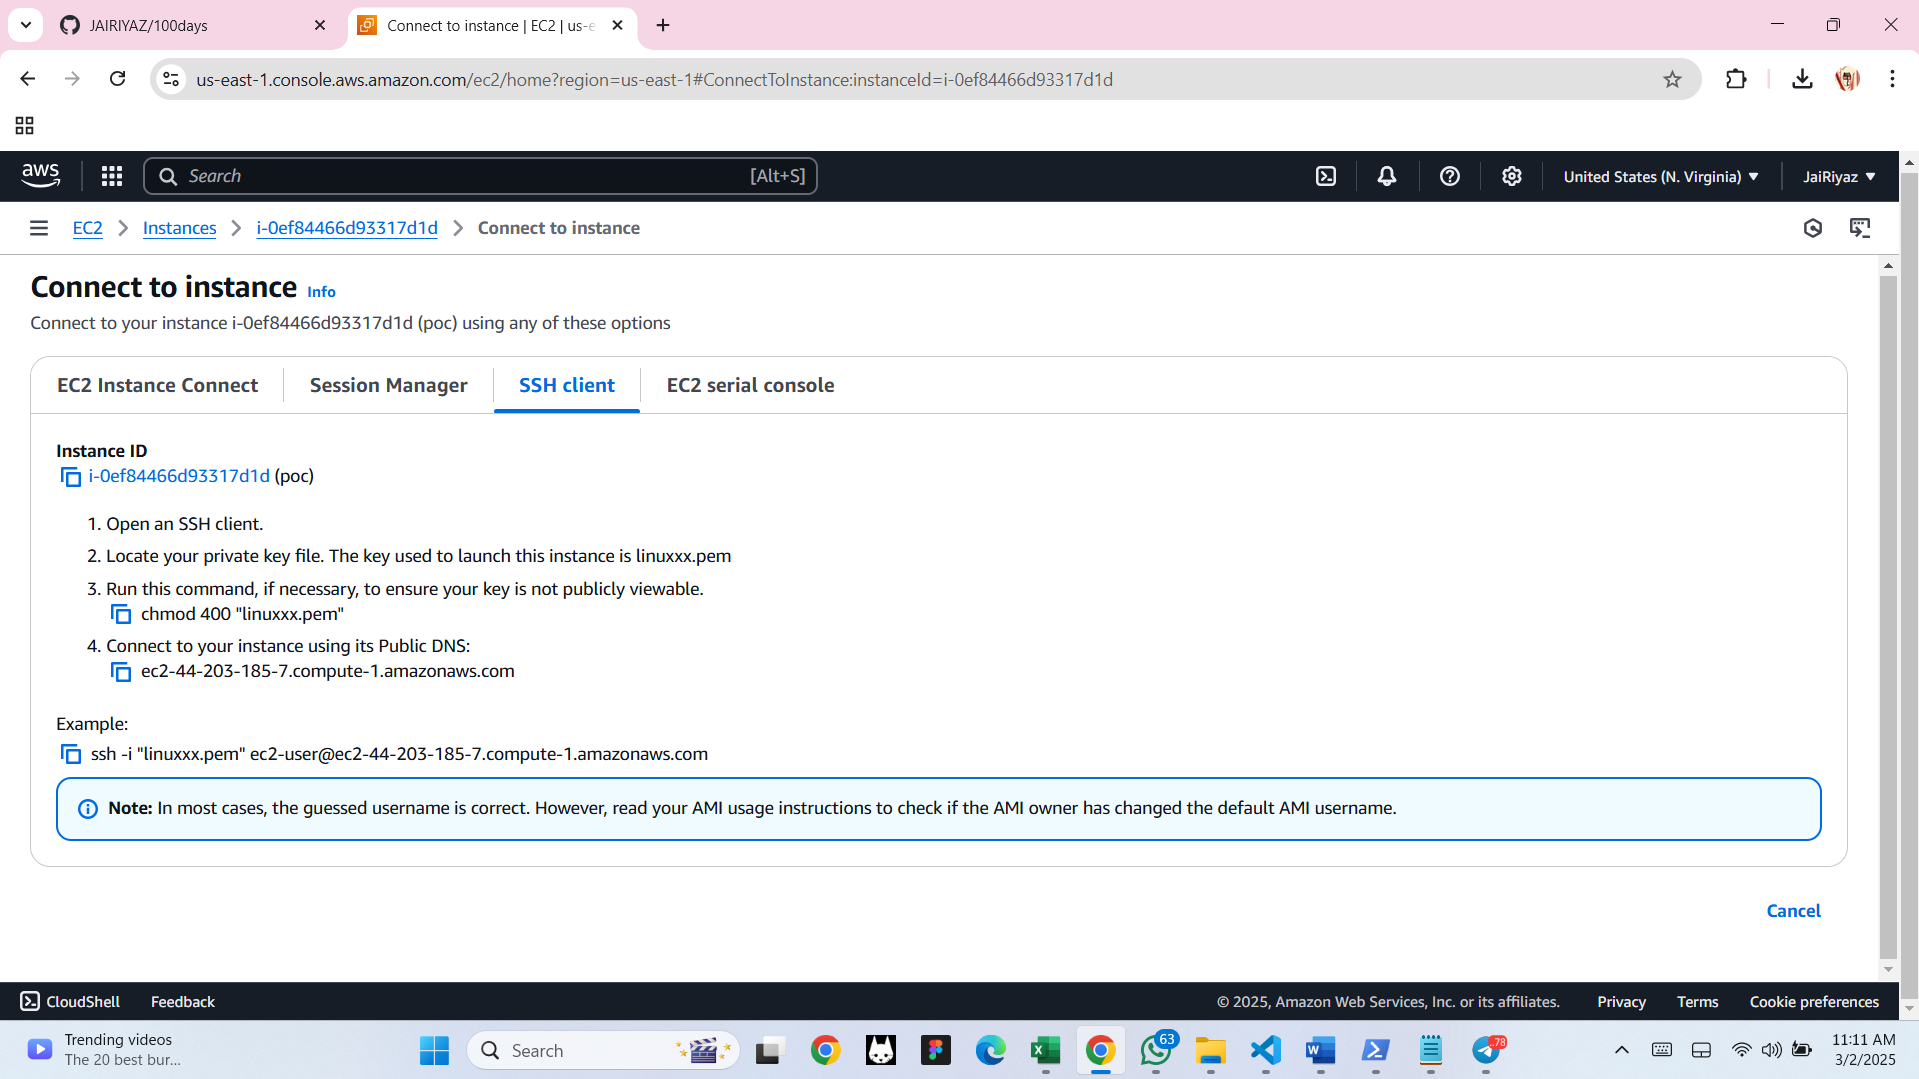 JAIRIYAZ/100days
Connect to instance | EC2 | us-e
us-east-1.console.aws.amazon.com/ec2/home?region=us-east-1#ConnectToInstance:instanceId=i-0ef84466d93317d1d
aws
Search [Alt+S]
United States (N. Virginia)
JaiRiyaz
EC2
Instances
i-0ef84466d93317d1d
Connect to instance
Connect to instance Info
Connect to your instance i-0ef84466d93317d1d (poc) using any of these options
EC2 Instance Connect
Session Manager
SSH client
EC2 serial console
Instance ID
i-0ef84466d93317d1d (poc)
1. Open an SSH client.
2. Locate your private key file. The key used to launch this instance is linuxxx.pem
3. Run this command, if necessary, to ensure your key is not publicly viewable.
chmod 400 "linuxxx.pem"
4. Connect to your instance using its Public DNS:
ec2-44-203-185-7.compute-1.amazonaws.com
Example:
ssh -i "linuxxx.pem" ec2-user@ec2-44-203-185-7.compute-1.amazonaws.com
Note: In most cases, the guessed username is correct. However, read your AMI usage instructions to check if the AMI owner has changed the default AMI username.
Cancel
CloudShell
Feedback
© 2025, Amazon Web Services, Inc. or its affiliates.
Privacy
Terms
Cookie preferences
Trending videos
The 20 best bur...
Search
63
..78
11:11 AM
3/2/2025